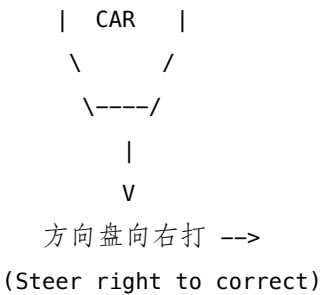 |  CAR   |
\       /
\----/
|
V
方向盘向右打 -->
(Steer right to correct)